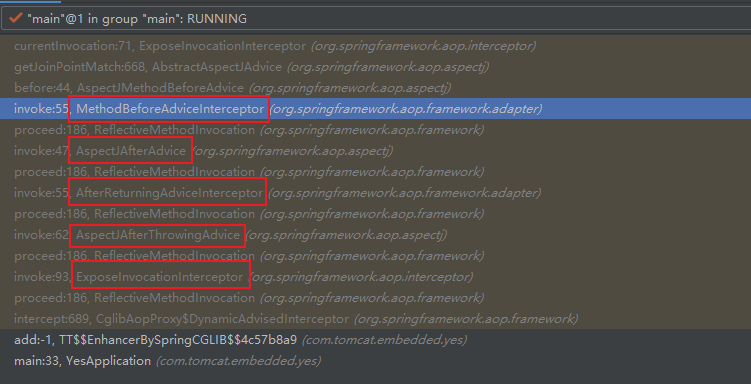 "main"@1 in group "main": RUNNING
currentInvocation:71, ExposeInvocationInterceptor (org.springframework.aop.interceptor)
getJoinPointMatch:668, AbstractAspectJAdvice (org.springframework.aop.aspectj)
before:44, AspectJMethodBeforeAdvice (org.springframework.aop.aspectj)
invoke:55, MethodBeforeAdviceInterceptor (org.springframework.aop.framework.adapter)
proceed:186, ReflectiveMethodInvocation (org.springframework.aop.framework)
invoke:47, AspectJAfterAdvice (org.springframework.aop.aspectj)
proceed:186, ReflectiveMethodInvocation (org.springframework.aop.framework)
invoke:55, AfterReturningAdviceInterceptor (org.springframework.aop.framework.adapter)
proceed:186, ReflectiveMethodInvocation (org.springframework.aop.framework)
invoke:62, AspectJAfterThrowingAdvice (org.springframework.aop.aspectj)
proceed:186, ReflectiveMethodInvocation (org.springframework.aop.framework)
invoke:93, ExposeInvocationInterceptor (org.springframework.aop.interceptor)
proceed:186, ReflectiveMethodInvocation (org.springframework.aop.framework)
intercept:689, CglibAopProxy$DynamicAdvisedInterceptor (org.springframework.aop.framework)
add:-1, TT$$EnhancerBySpringCGLIB$$4c57b8a9 (com.tomcat.embedded.yes)
main:33, YesApplication (com.tomcat.embedded.yes)